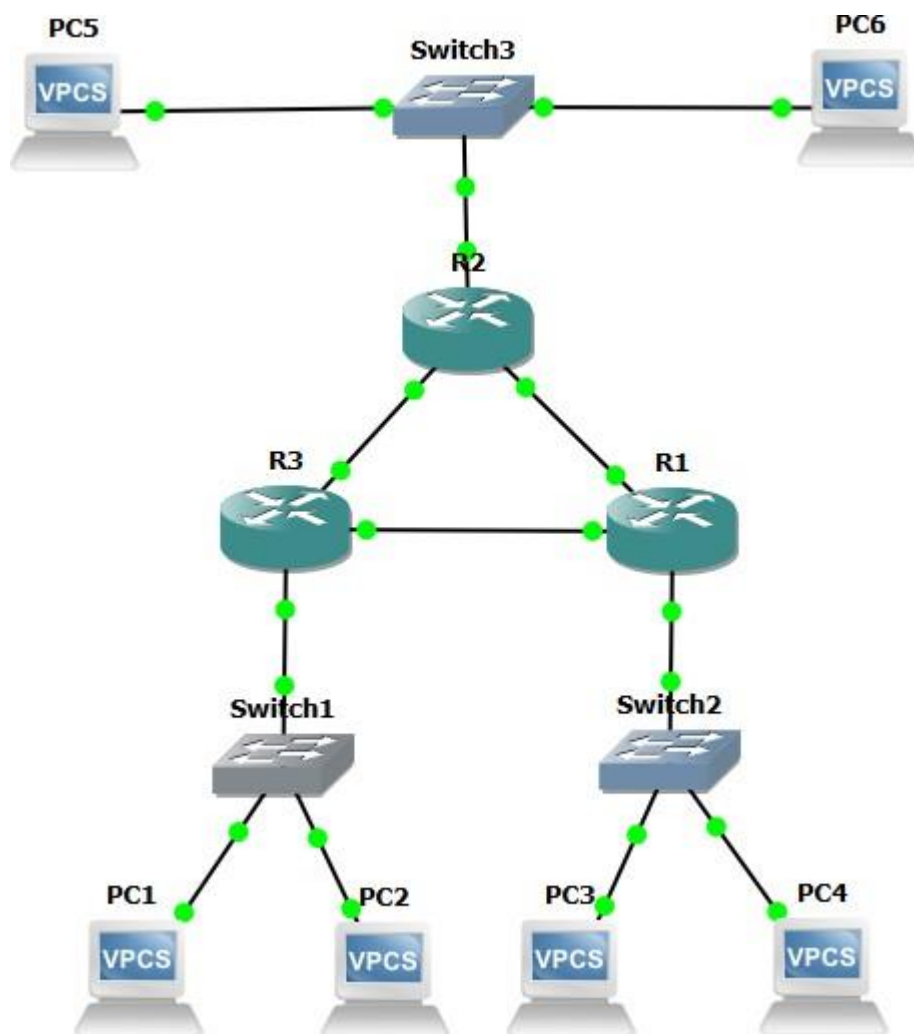 PC5
Switch3
PC6
VPCS
VPCS
R2
R3
R1
Switch1
Switch2
PC1
PC2
PC3
PC4
VPCS
VPCS
VPCS
VPCS